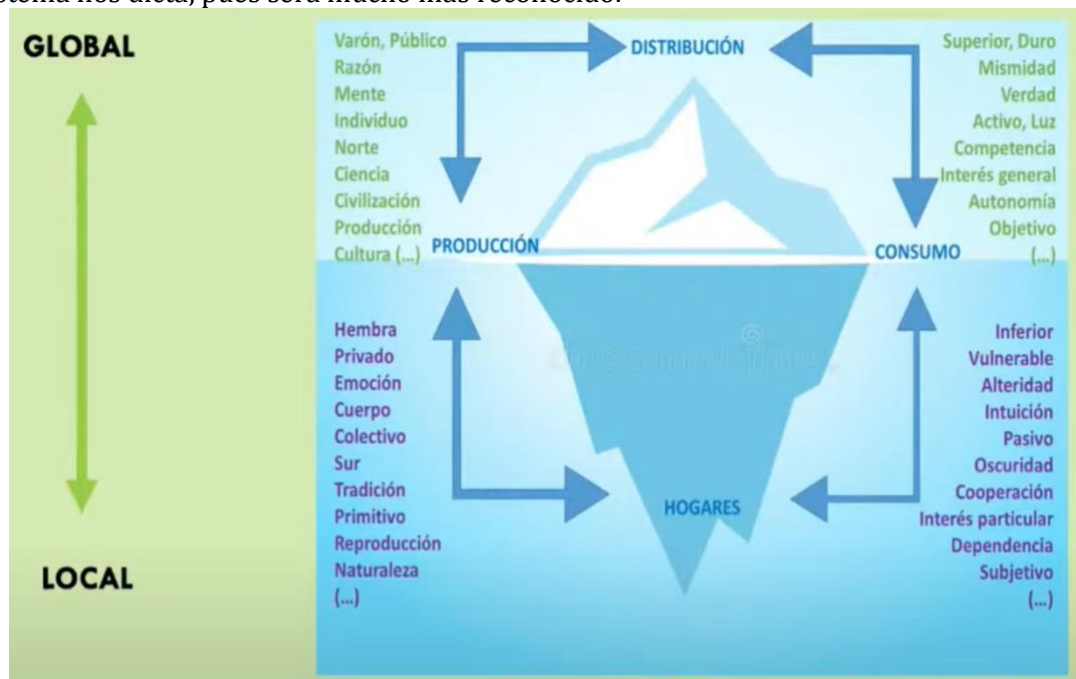 GLOBAL
Varón, Público
Razón
Mente
Individuo
Norte
Ciencia
Civilización
Producción
Cultura (...)
DISTRIBUCIÓN
Superior, Duro
Mismidad
Verdad
Activo, Luz
Competencia
Interés general
Autonomía
Objetivo
(...)
PRODUCCIÓN
CONSUMO
Hembra
Privado
Emoción
Cuerpo
Colectivo
Sur
Tradición
Primitivo
Reproducción
Naturaleza
(...)
HOGARES
Inferior
Vulnerable
Alteridad
Intuición
Pasivo
Oscuridad
Cooperación
Interés particular
Dependencia
Subjetivo
(...)
LOCAL